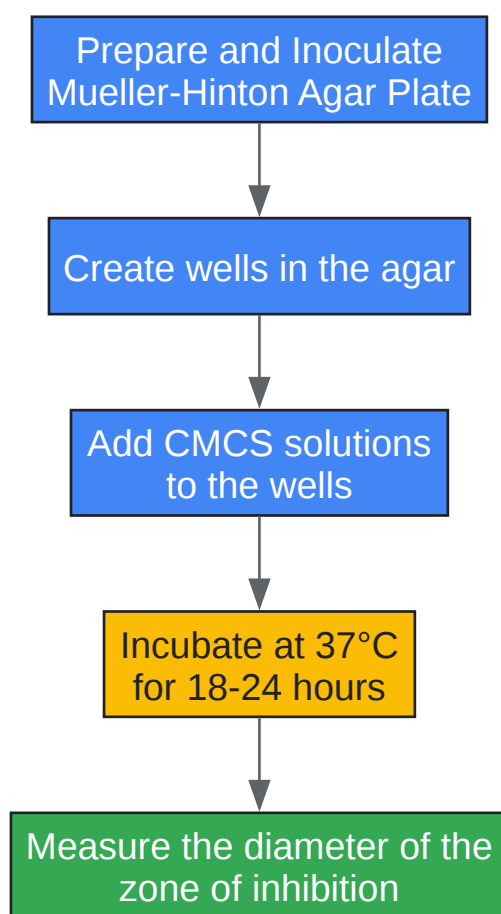 Prepare and Inoculate
Mueller-Hinton Agar Plate
Create wells in the agar
Add CMCS solutions
to the wells
Incubate at 37°C
for 18-24 hours
Measure the diameter of the
zone of inhibition